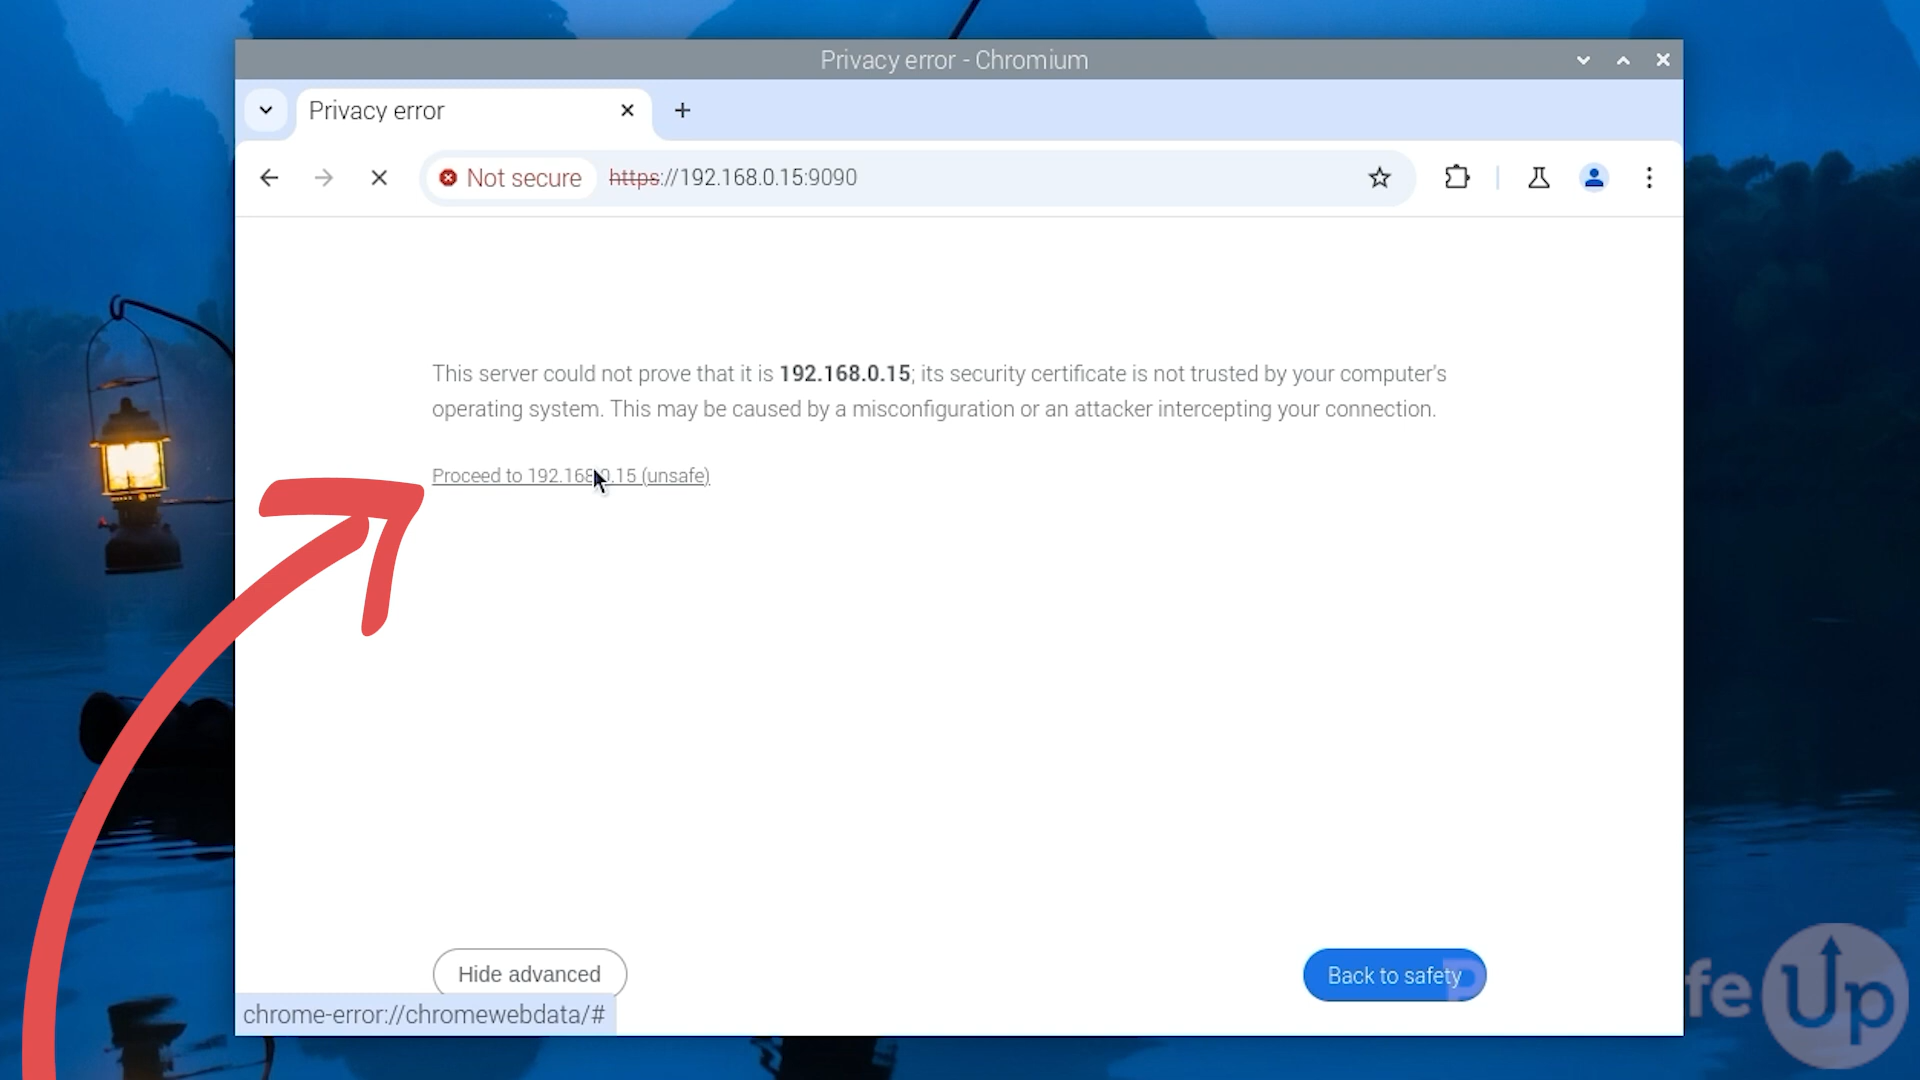 Privacy error - Chromium
Privacy error
Not secure https://192.168.0.15:9090
This server could not prove that it is 192.168.0.15; its security certificate is not trusted by your computer's
operating system. This may be caused by a misconfiguration or an attacker intercepting your connection.
Proceed to 192.168.0.15 (unsafe)
Hide advanced
Back to safety
chrome-error://chromewebdata/#
fe Up